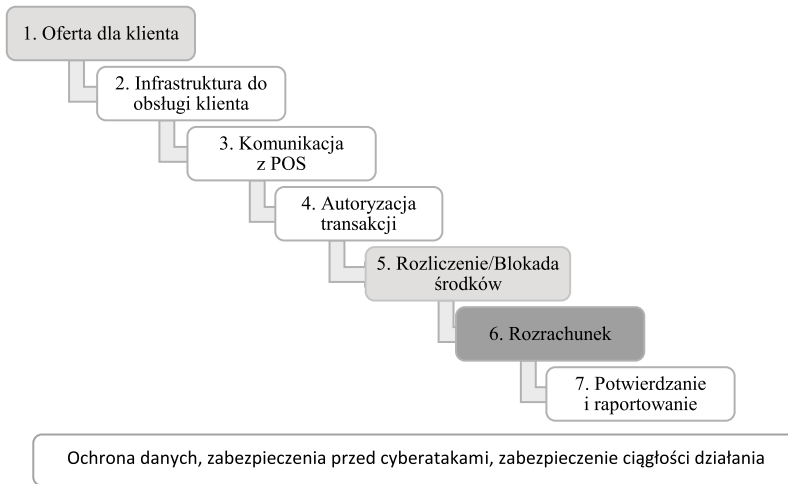 1. Oferta dla klienta
2. Infrastruktura do
obsługi klienta
3. Komunikacja
z POS
4. Autoryzacja
transakcji
5. Rozliczenie/Blokada
środków
6. Rozrachunek
7. Potwierdzanie
i raportowanie
Ochrona danych, zabezpieczenia przed cyberatakami, zabezpieczenie ciągłości działania